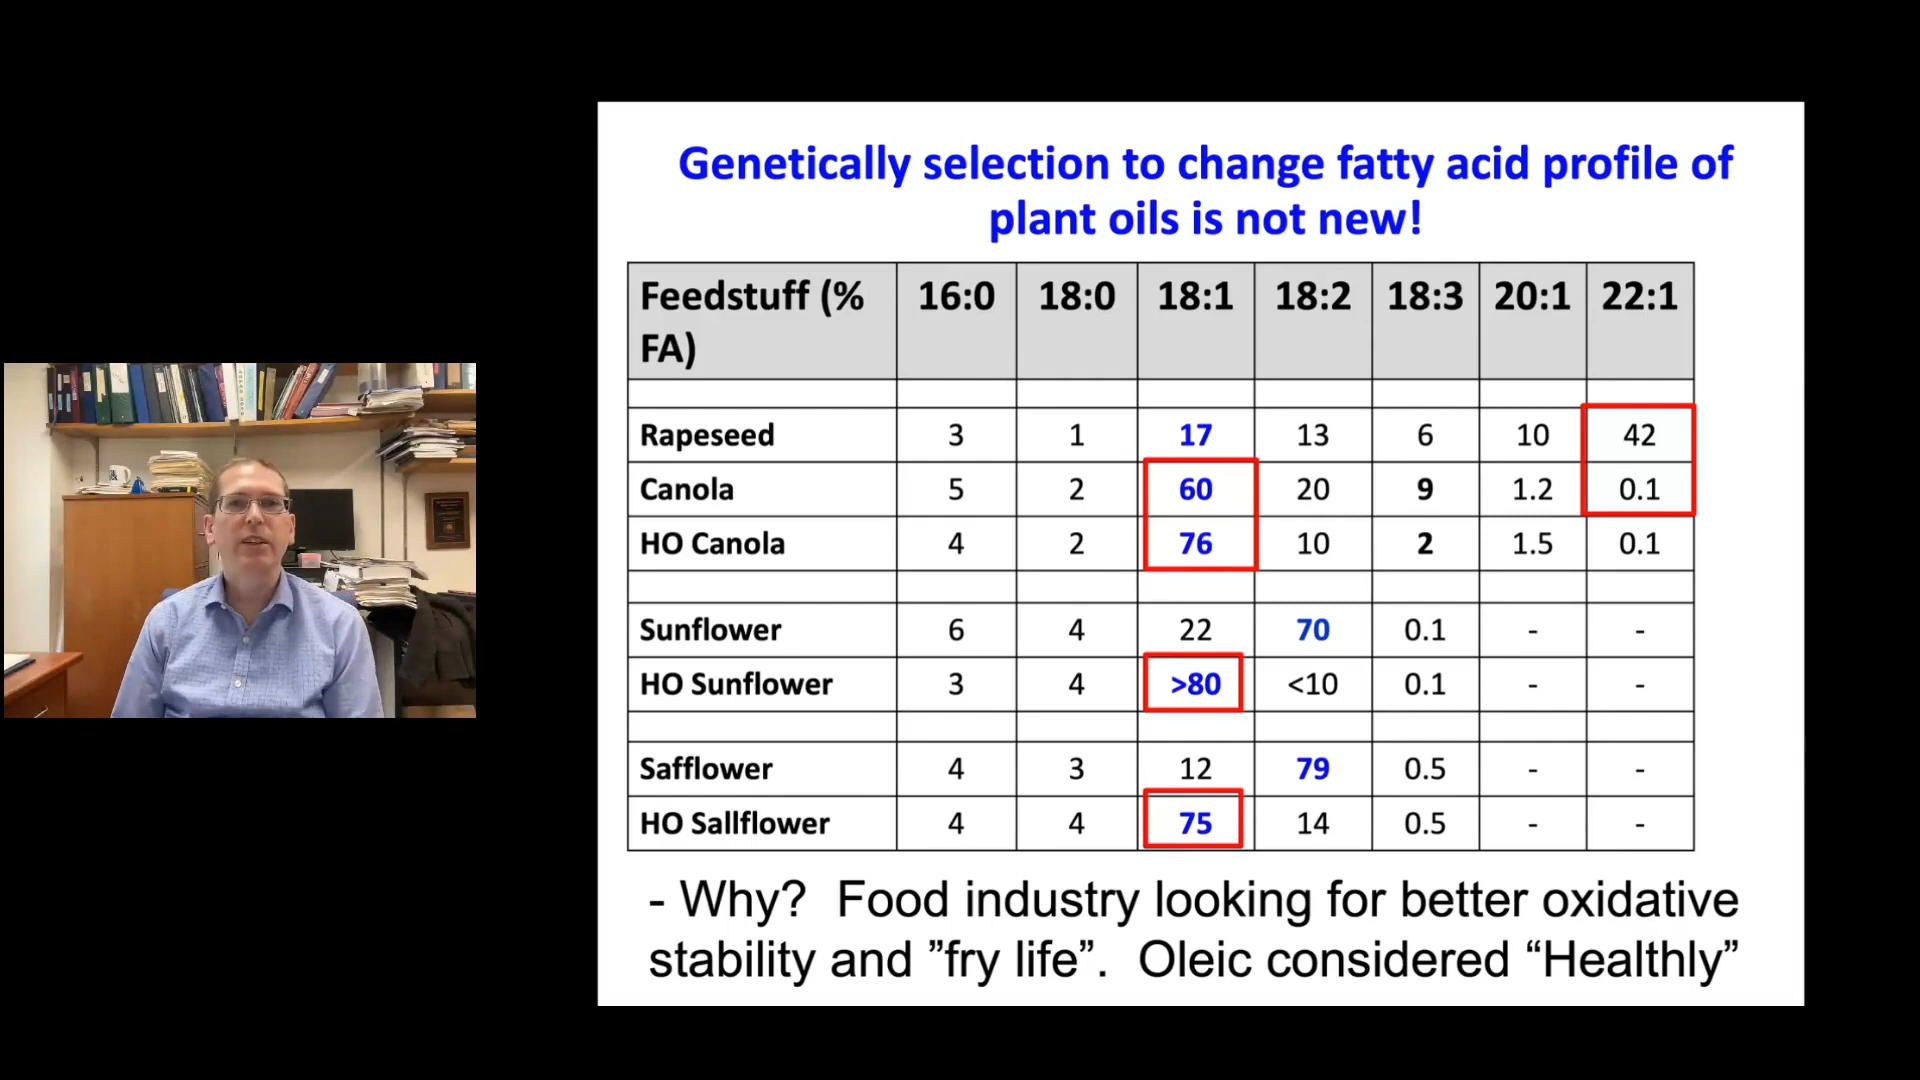 Genetically selection to change fatty acid profile of
plant oils is not new!
Feedstuff (% FA) 16:0 18:0 18:1 18:2 18:3 20:1 22:1
Rapeseed 3 1 17 13 6 10 42
Canola 5 2 60 20 9 1.2 0.1
HO Canola 4 2 76 10 2 1.5 0.1
Sunflower 6 4 22 70 0.1 - -
HO Sunflower 3 4 >80 <10 0.1 - -
Safflower 4 3 12 79 0.5 - -
HO Sallflower 4 4 75 14 0.5 - -
- Why? Food industry looking for better oxidative
stability and ”fry life”. Oleic considered “Healthly”